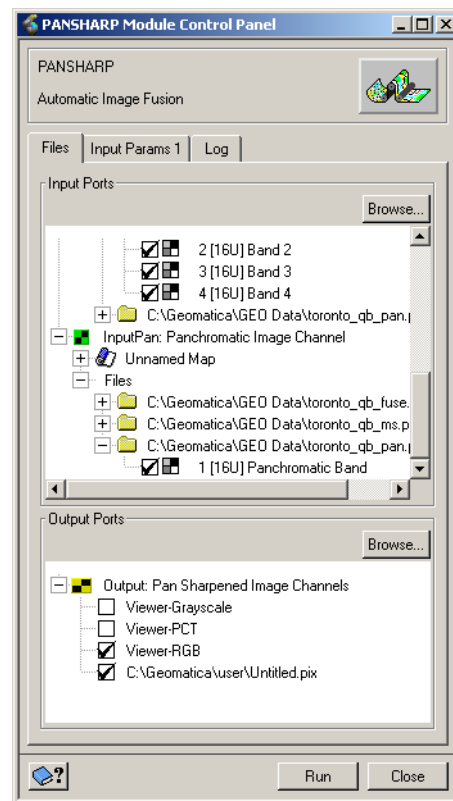 PANSHARP Module Control Panel
PANSHARP
Automatic Image Fusion
Files
Input Params 1
Log
Input Ports
Browse...
2 [16U] Band 2
3 [16U] Band 3
4 [16U] Band 4
C:\Geomatica\GEO Data\toronto_qb_pan.p
InputPan: Panchromatic Image Channel
Unnamed Map
Files
C:\Geomatica\GEO Data\toronto_qb_fuse.
C:\Geomatica\GEO Data\toronto_qb_ms.p
C:\Geomatica\GEO Data\toronto_qb_pan.p
1 [16U] Panchromatic Band
Output Ports
Browse...
Output: Pan Sharpened Image Channels
Viewer-Grayscale
Viewer-PCT
Viewer-RGB
C:\Geomatica\user\Untitled.pix
?
Run
Close